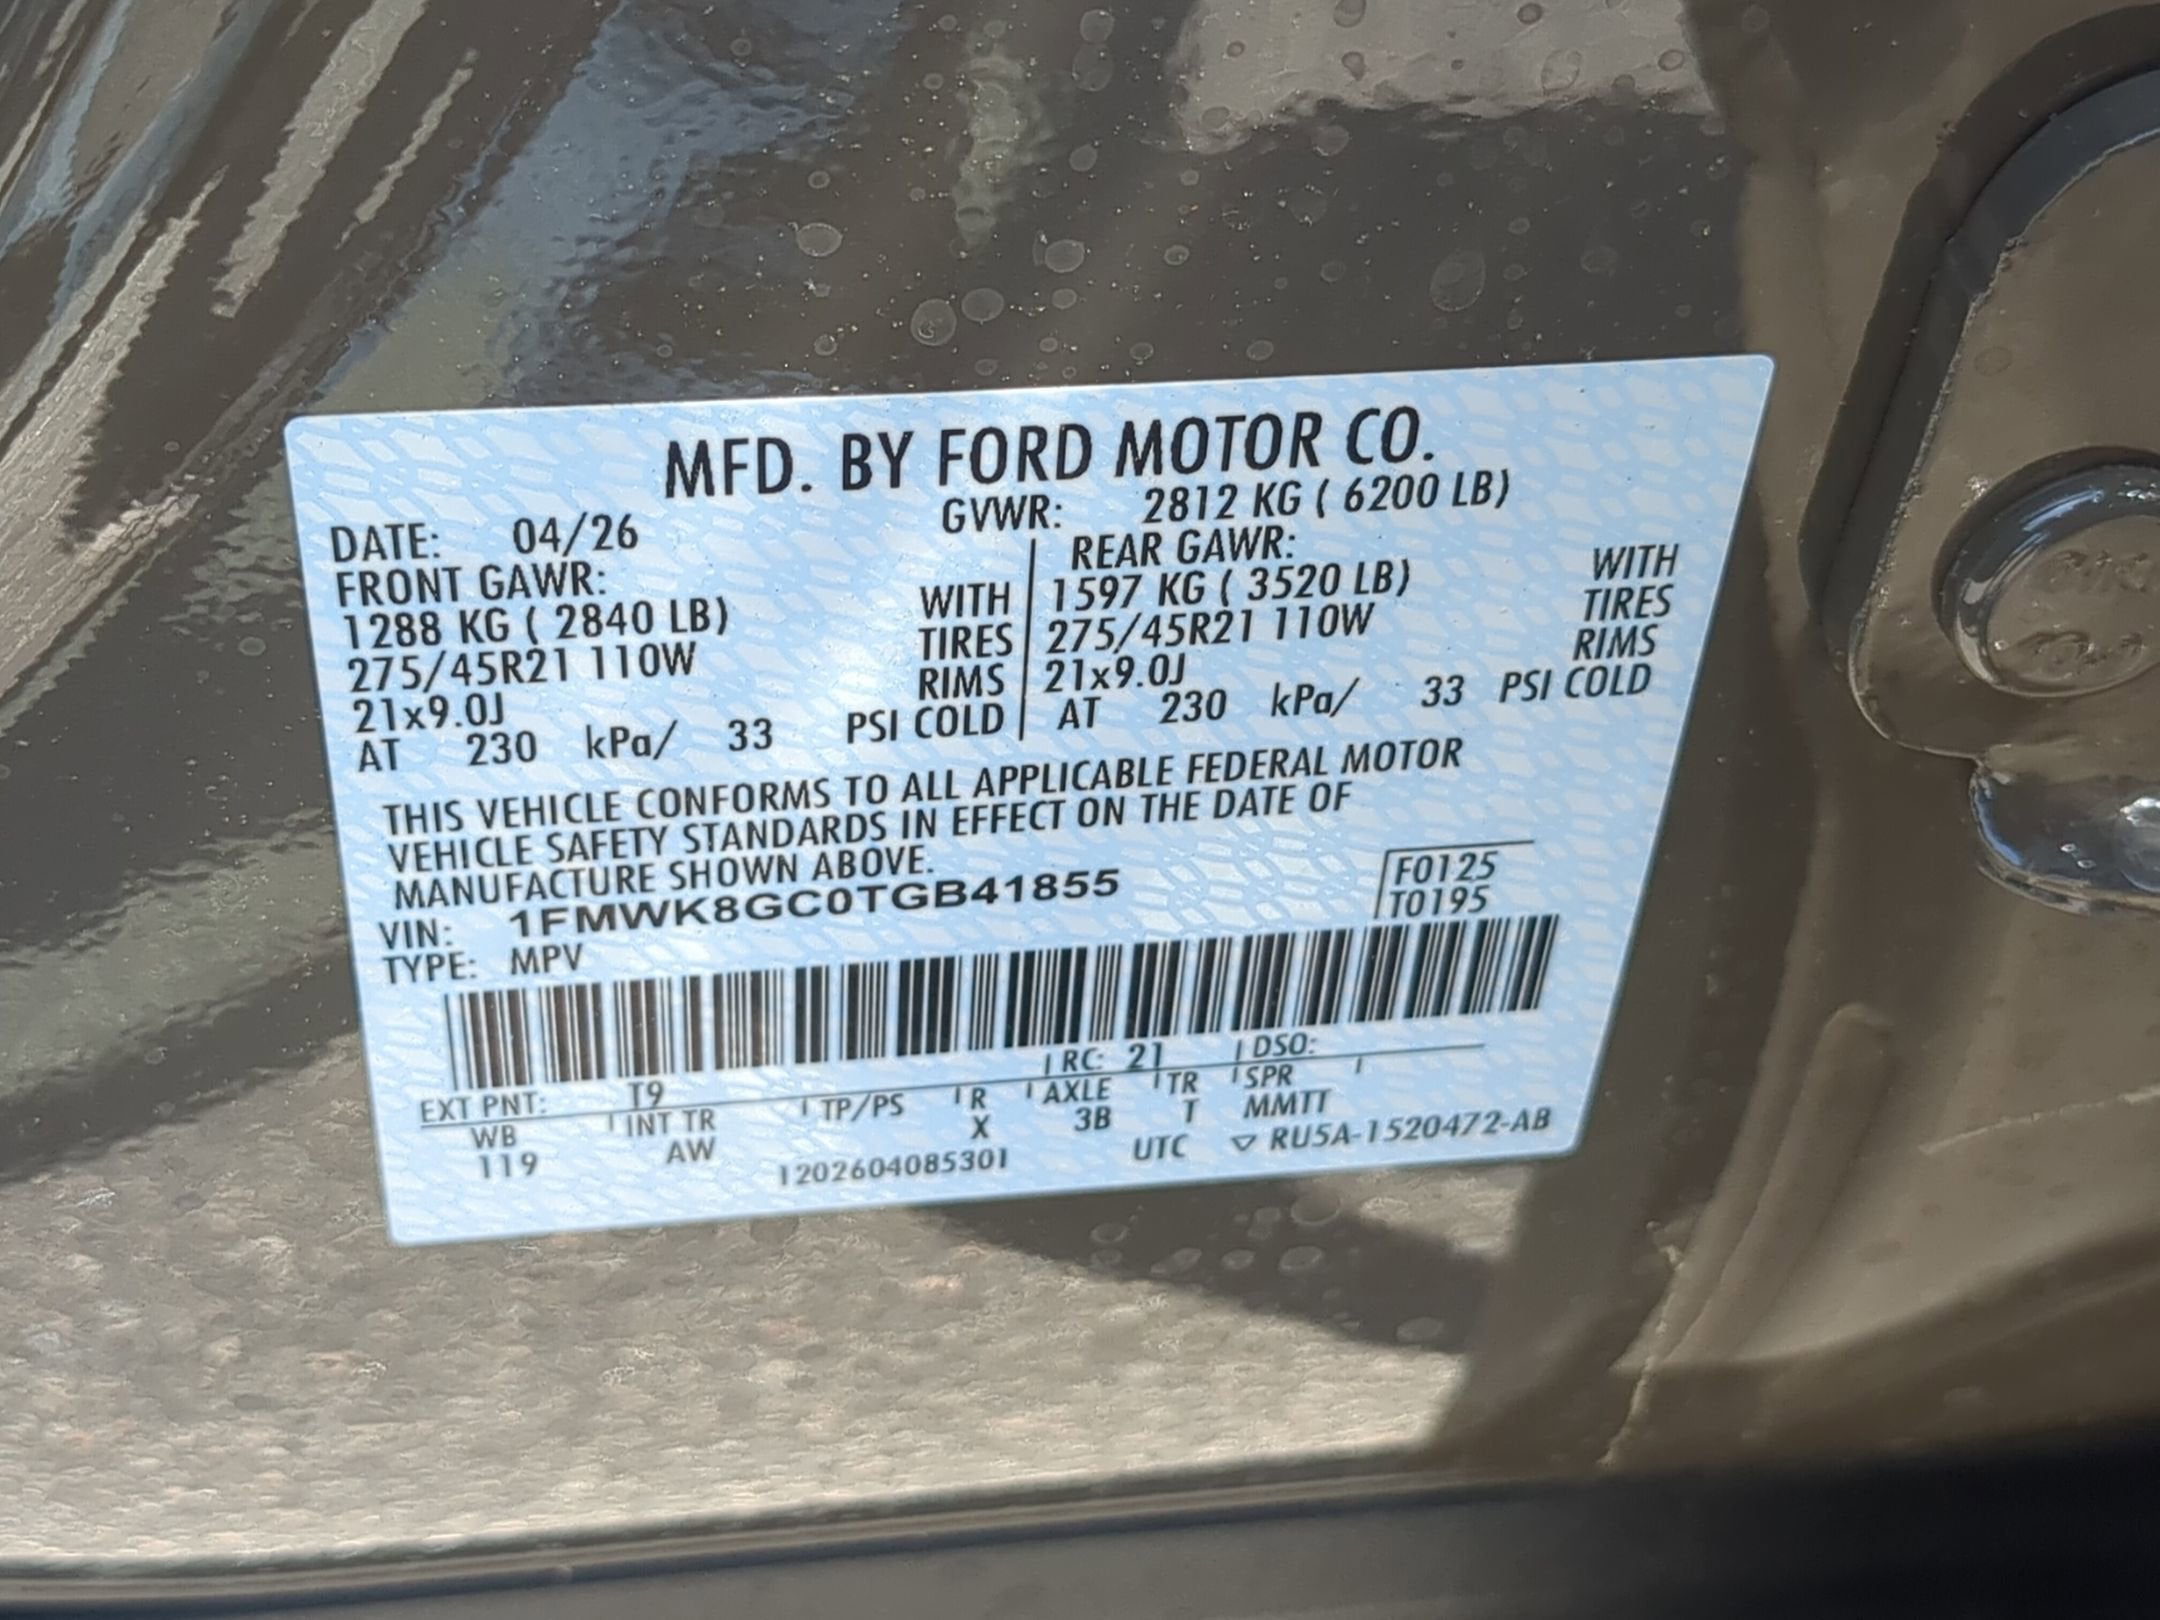 MFD. BY FORD MOTOR CO.
DATE: 04/26 GVWR: 2812 KG ( 6200 LB)
FRONT GAWR: REAR GAWR:
1288 KG ( 2840 LB) WITH 1597 KG ( 3520 LB) WITH
275/45R21 110W TIRES 275/45R21 110W TIRES
21x9.0J RIMS 21x9.0J RIMS
AT 230 kPa/ 33 PSI COLD AT 230 kPa/ 33 PSI COLD
THIS VEHICLE CONFORMS TO ALL APPLICABLE FEDERAL MOTOR
VEHICLE SAFETY STANDARDS IN EFFECT ON THE DATE OF
MANUFACTURE SHOWN ABOVE.
VIN: 1FMWK8GC0TGB41855 F0125
TYPE: MPV T0195
EXT PNT: T9 RC: 21 DSO:
WB INT TR TP/PS R AXLE TR SPR
119 AW X 3B T MMTT
1202604085301 UTC ▽ RU5A-1520472-AB